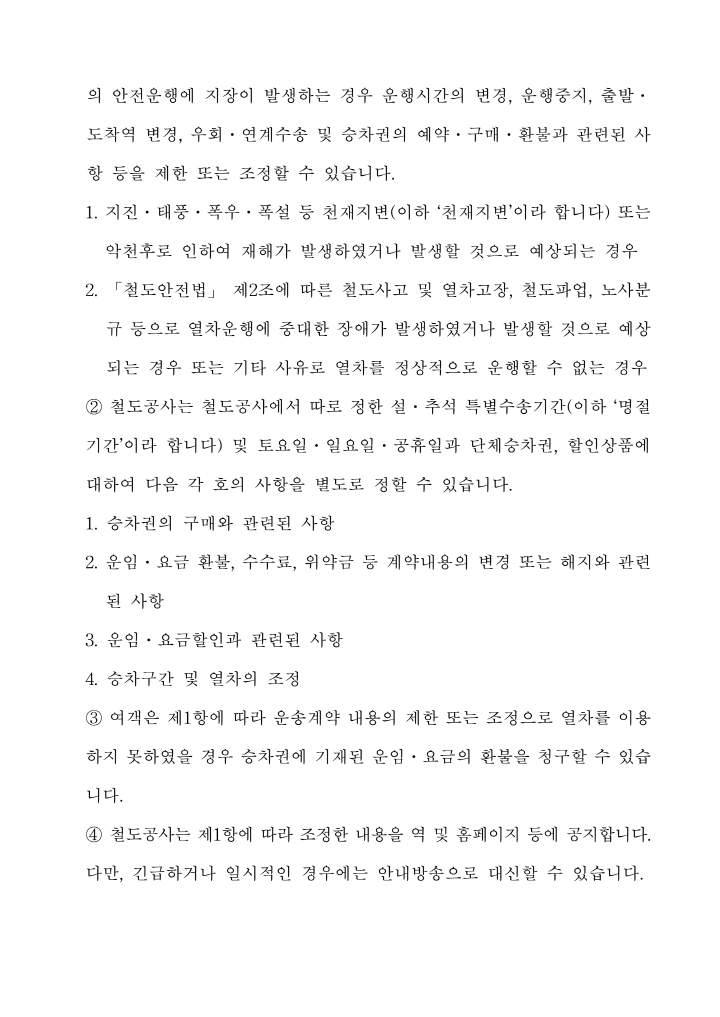 의 안전운행에 지장이 발생하는 경우 운행시간의 변경, 운행중지, 출발·
도착역 변경, 우회·연계수송 및 승차권의 예약·구매·환불과 관련된 사
항 등을 제한 또는 조정할 수 있습니다.
1. 지진·태풍·폭우·폭설 등 천재지변(이하 ‘천재지변’이라 합니다) 또는
악천후로 인하여 재해가 발생하였거나 발생할 것으로 예상되는 경우
2. 「철도안전법」 제2조에 따른 철도사고 및 열차고장, 철도파업, 노사분
규 등으로 열차운행에 중대한 장애가 발생하였거나 발생할 것으로 예상
되는 경우 또는 기타 사유로 열차를 정상적으로 운행할 수 없는 경우
② 철도공사는 철도공사에서 따로 정한 설·추석 특별수송기간(이하 ‘명절
기간’이라 합니다) 및 토요일·일요일·공휴일과 단체승차권, 할인상품에
대하여 다음 각 호의 사항을 별도로 정할 수 있습니다.
1. 승차권의 구매와 관련된 사항
2. 운임·요금 환불, 수수료, 위약금 등 계약내용의 변경 또는 해지와 관련
된 사항
3. 운임·요금할인과 관련된 사항
4. 승차구간 및 열차의 조정
③ 여객은 제1항에 따라 운송계약 내용의 제한 또는 조정으로 열차를 이용
하지 못하였을 경우 승차권에 기재된 운임·요금의 환불을 청구할 수 있습
니다.
④ 철도공사는 제1항에 따라 조정한 내용을 역 및 홈페이지 등에 공지합니다.
다만, 긴급하거나 일시적인 경우에는 안내방송으로 대신할 수 있습니다.